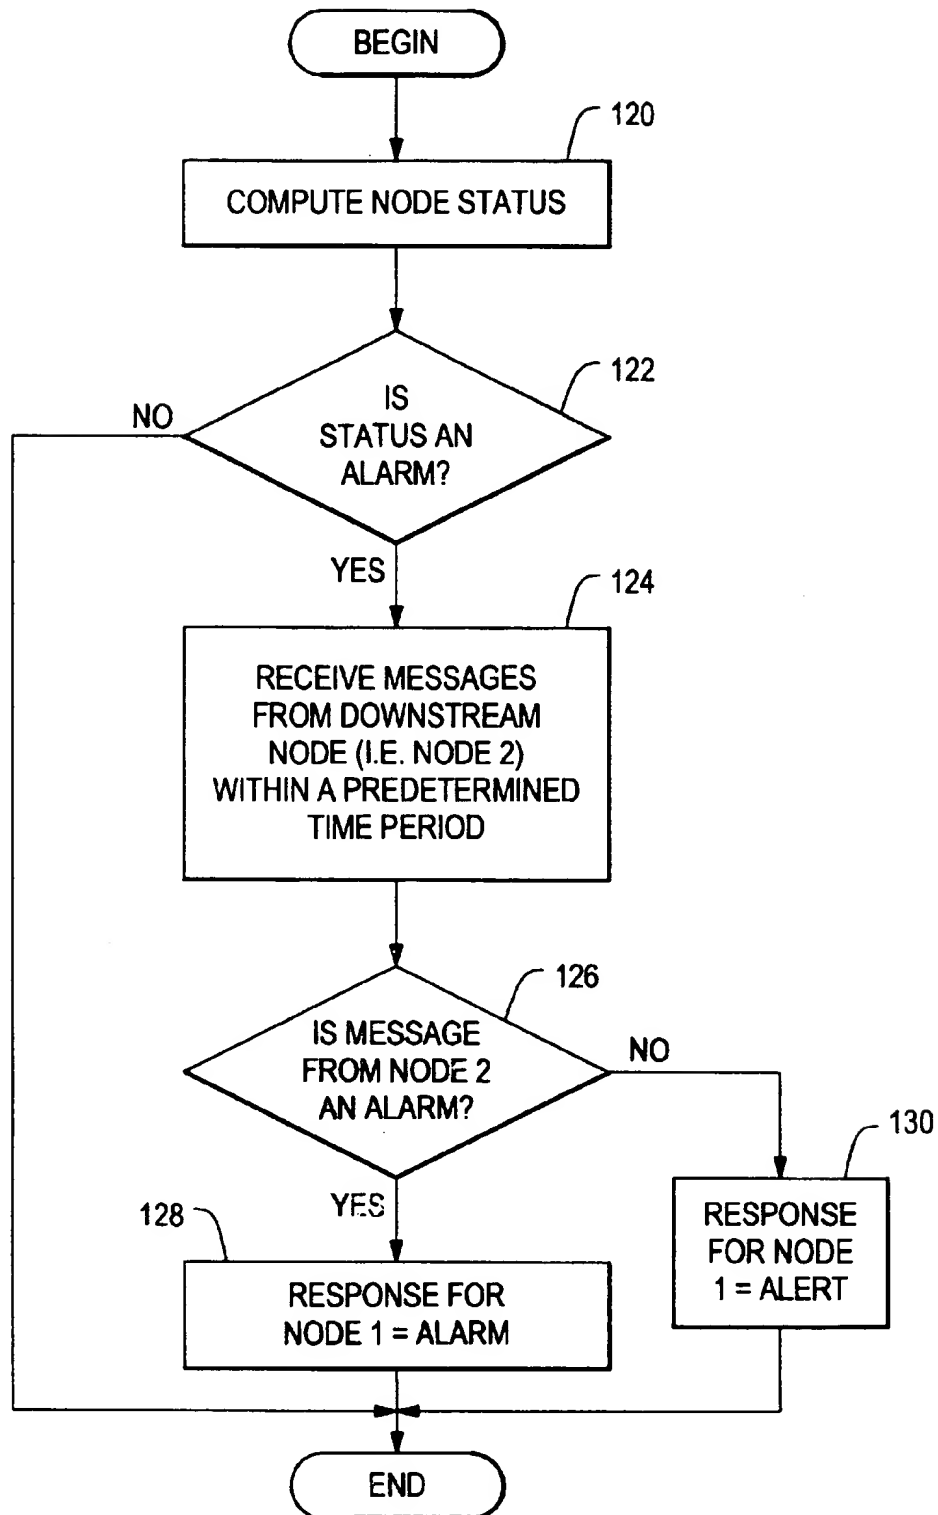 BEGIN
120
COMPUTE NODE STATUS
122
IS
STATUS AN
ALARM?
NO
YES
124
RECEIVE MESSAGES
FROM DOWNSTREAM
NODE (I.E. NODE 2)
WITHIN A PREDETERMINED
TIME PERIOD
126
IS MESSAGE
FROM NODE 2
AN ALARM?
NO
YES
130
RESPONSE
FOR NODE
1 = ALERT
128
RESPONSE FOR
NODE 1 = ALARM
END